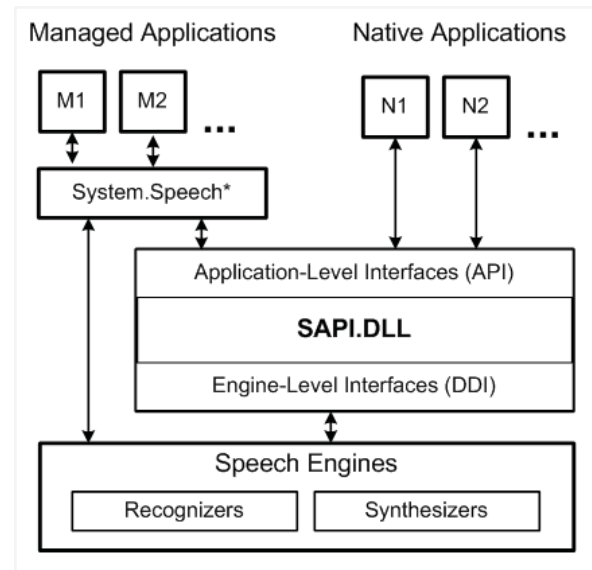 Managed Applications
Native Applications
M1
M2
...
N1
N2
...
System.Speech*
Application-Level Interfaces (API)
SAPI.DLL
Engine-Level Interfaces (DDI)
Speech Engines
Recognizers
Synthesizers